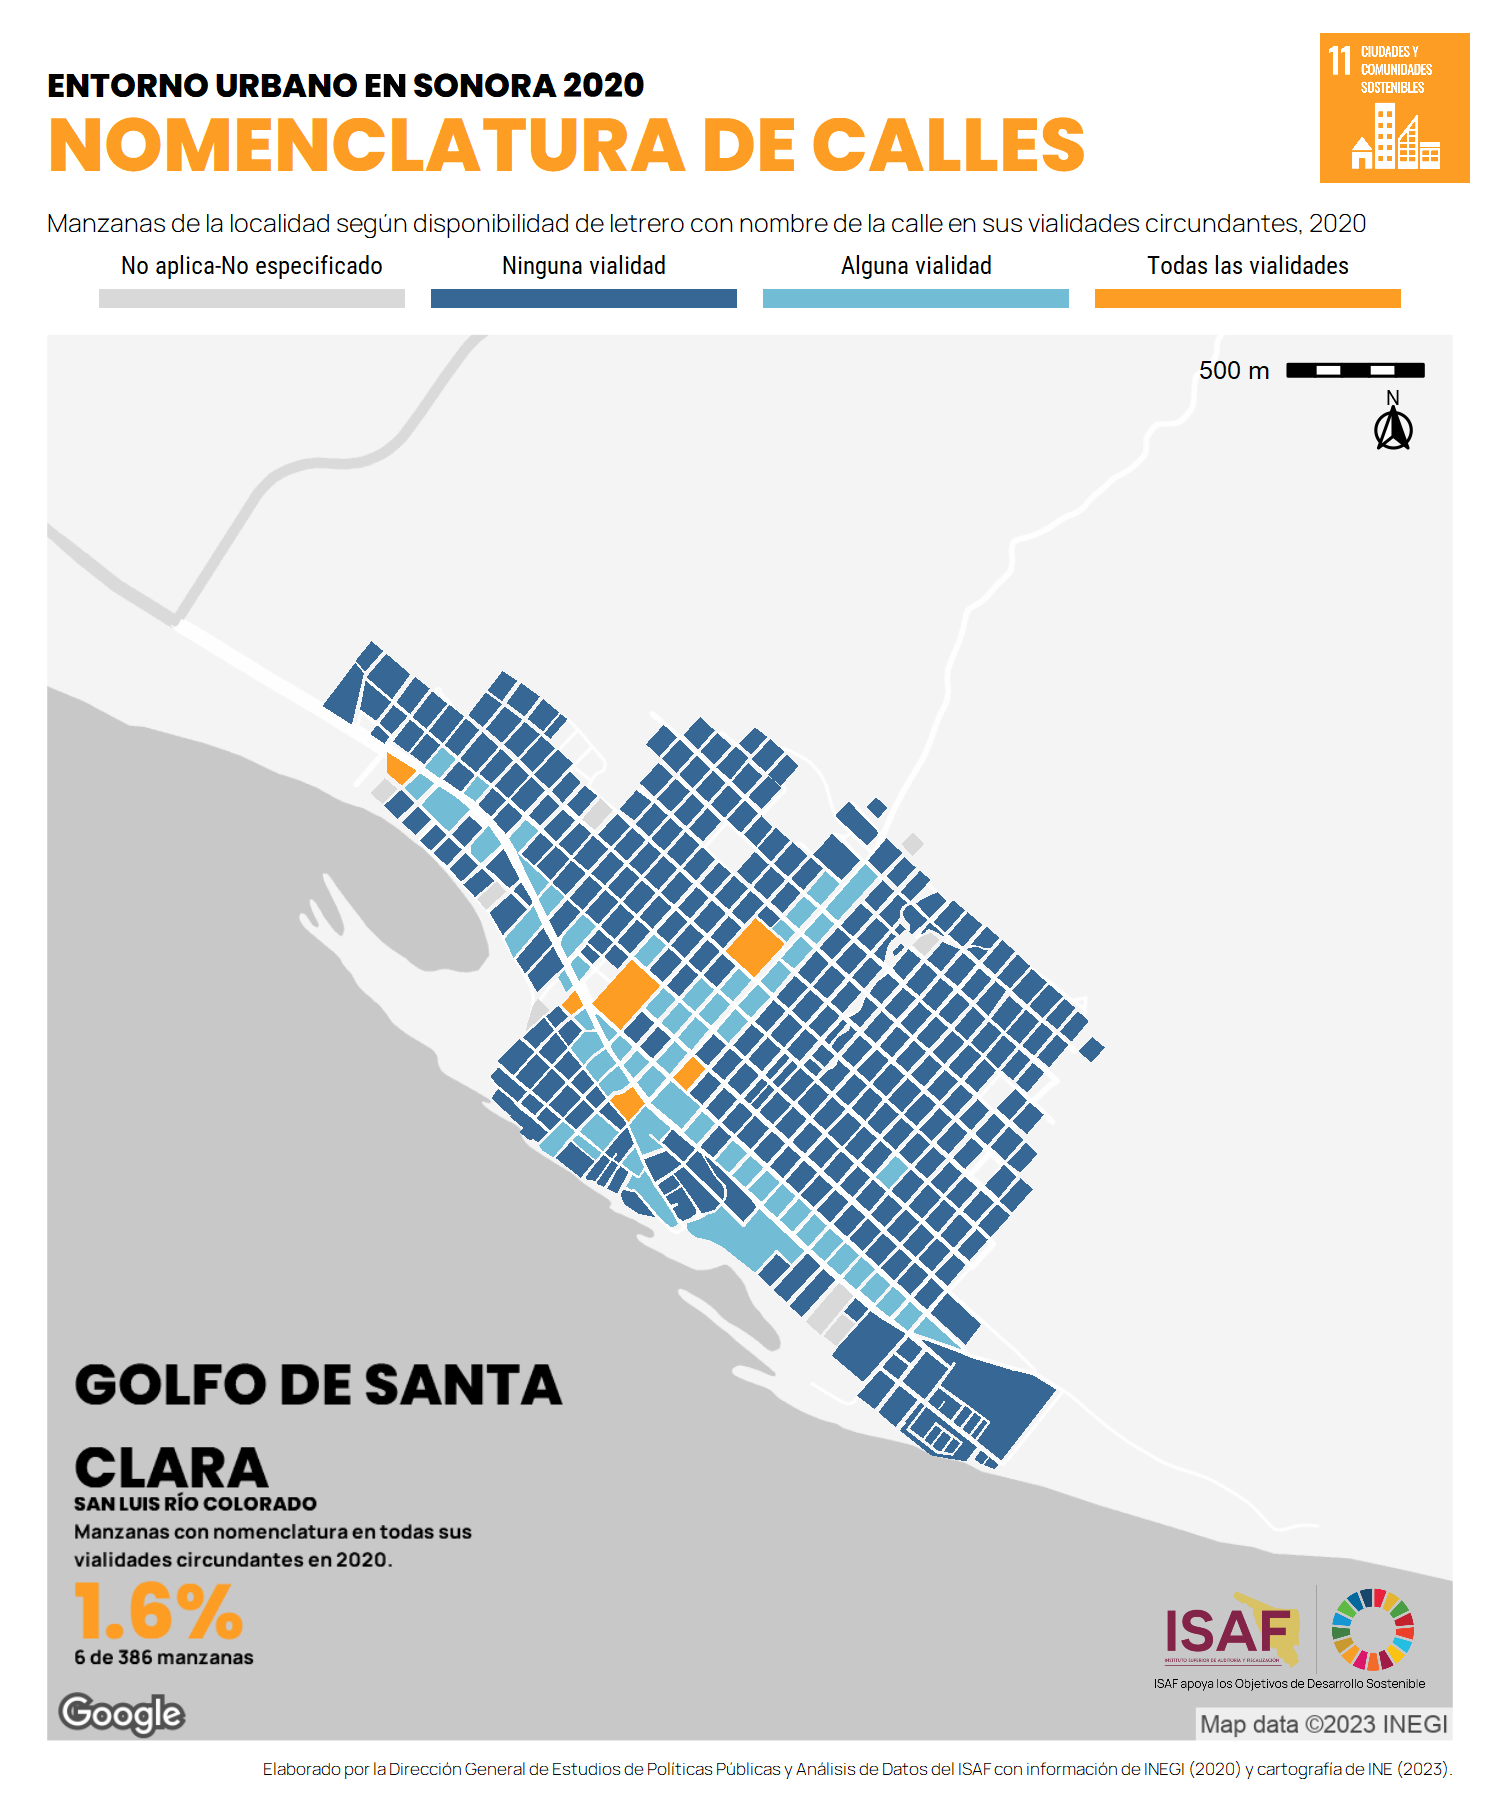 ENTORNO URBANO EN SONORA 2020
NOMENCLATURA DE CALLES
11 CIUDADES Y
COMUNIDADES
SOSTENIBLES
Manzanas de la localidad según disponibilidad de letrero con nombre de la calle en sus vialidades circundantes, 2020
No aplica-No especificado
Ninguna vialidad
Alguna vialidad
Todas las vialidades
500 m
N
GOLFO DE SANTA
CLARA
SAN LUIS RÍO COLORADO
Manzanas con nomenclatura en todas sus
vialidades circundantes en 2020.
1.6%
6 de 386 manzanas
ISAF
INSTITUTO SUPERIOR DE AUDITORÍA Y FISCALIZACIÓN
ISAF apoya los Objetivos de Desarrollo Sostenible
Google
Map data ©2023 INEGI
Elaborado por la Dirección General de Estudios de Políticas Públicas y Análisis de Datos del ISAF con información de INEGI (2020) y cartografía de INE (2023).